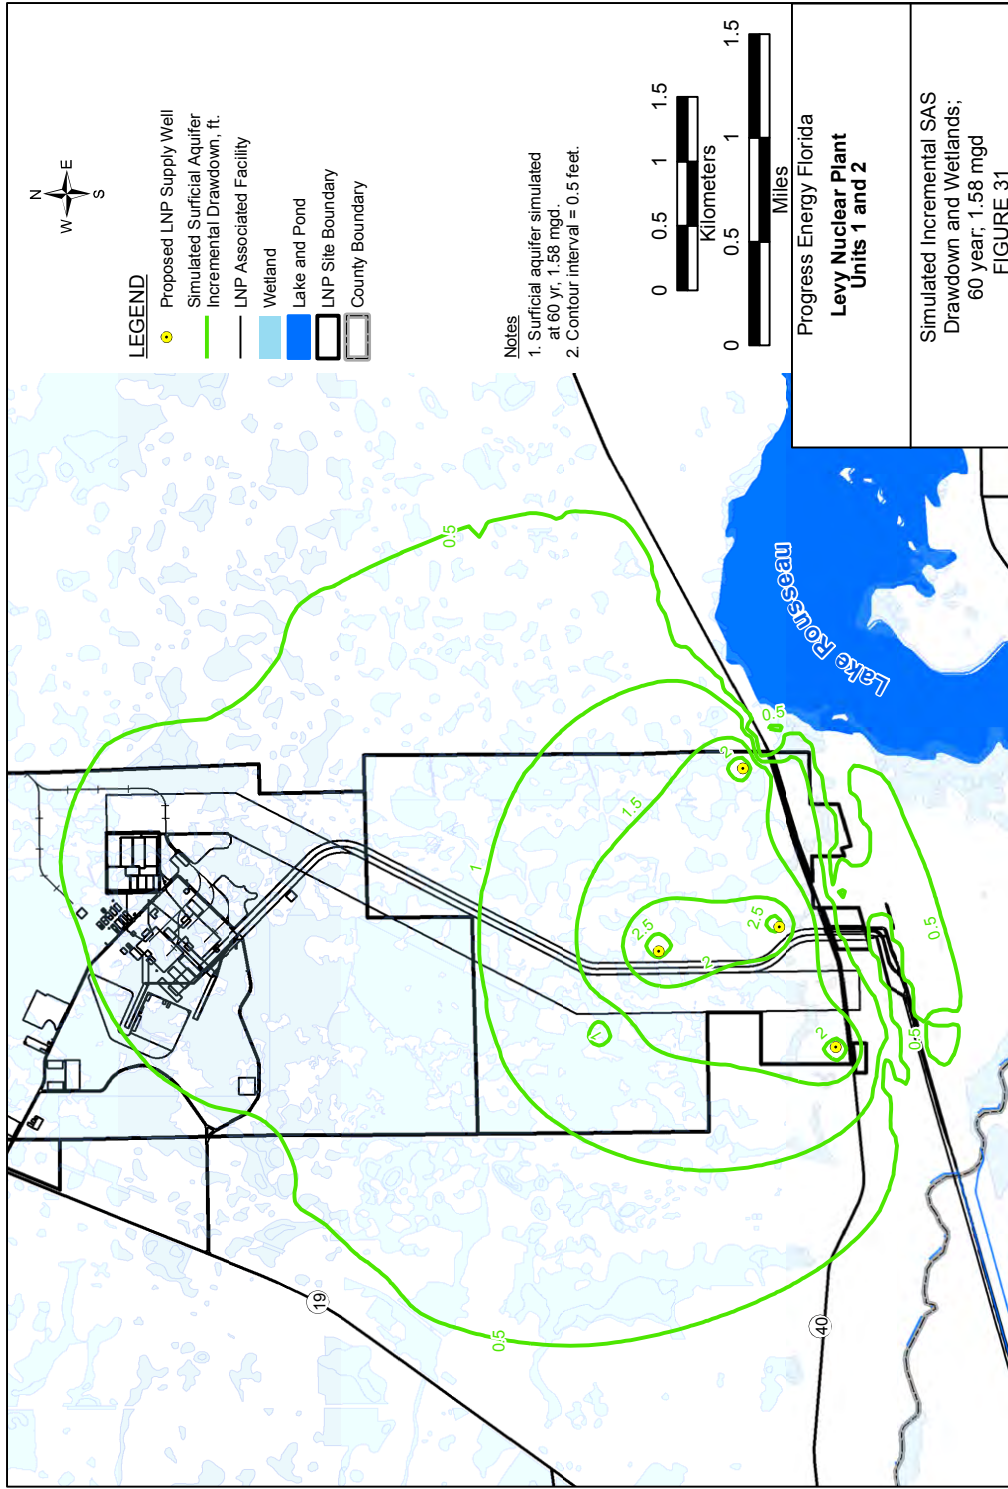 N
W
E
S
LEGEND
Proposed LNP Supply Well
Simulated Surficial Aquifer
Incremental Drawdown, ft.
LNP Associated Facility
Wetland
Lake and Pond
LNP Site Boundary
County Boundary
Notes
1. Surficial aquifer simulated
at 60 yr, 1.58 mgd.
2. Contour interval = 0.5 feet.
0 0.5 1 1.5
Kilometers
0 0.5 1 1.5
Miles
Progress Energy Florida
Levy Nuclear Plant
Units 1 and 2
Simulated Incremental SAS
Drawdown and Wetlands;
60 year; 1.58 mgd
FIGURE 31
0.5
1
1.5
2
2.5
2.5
2
2
1
0.5
0.5
0.5
0.5
19
40
Lake Rousseau